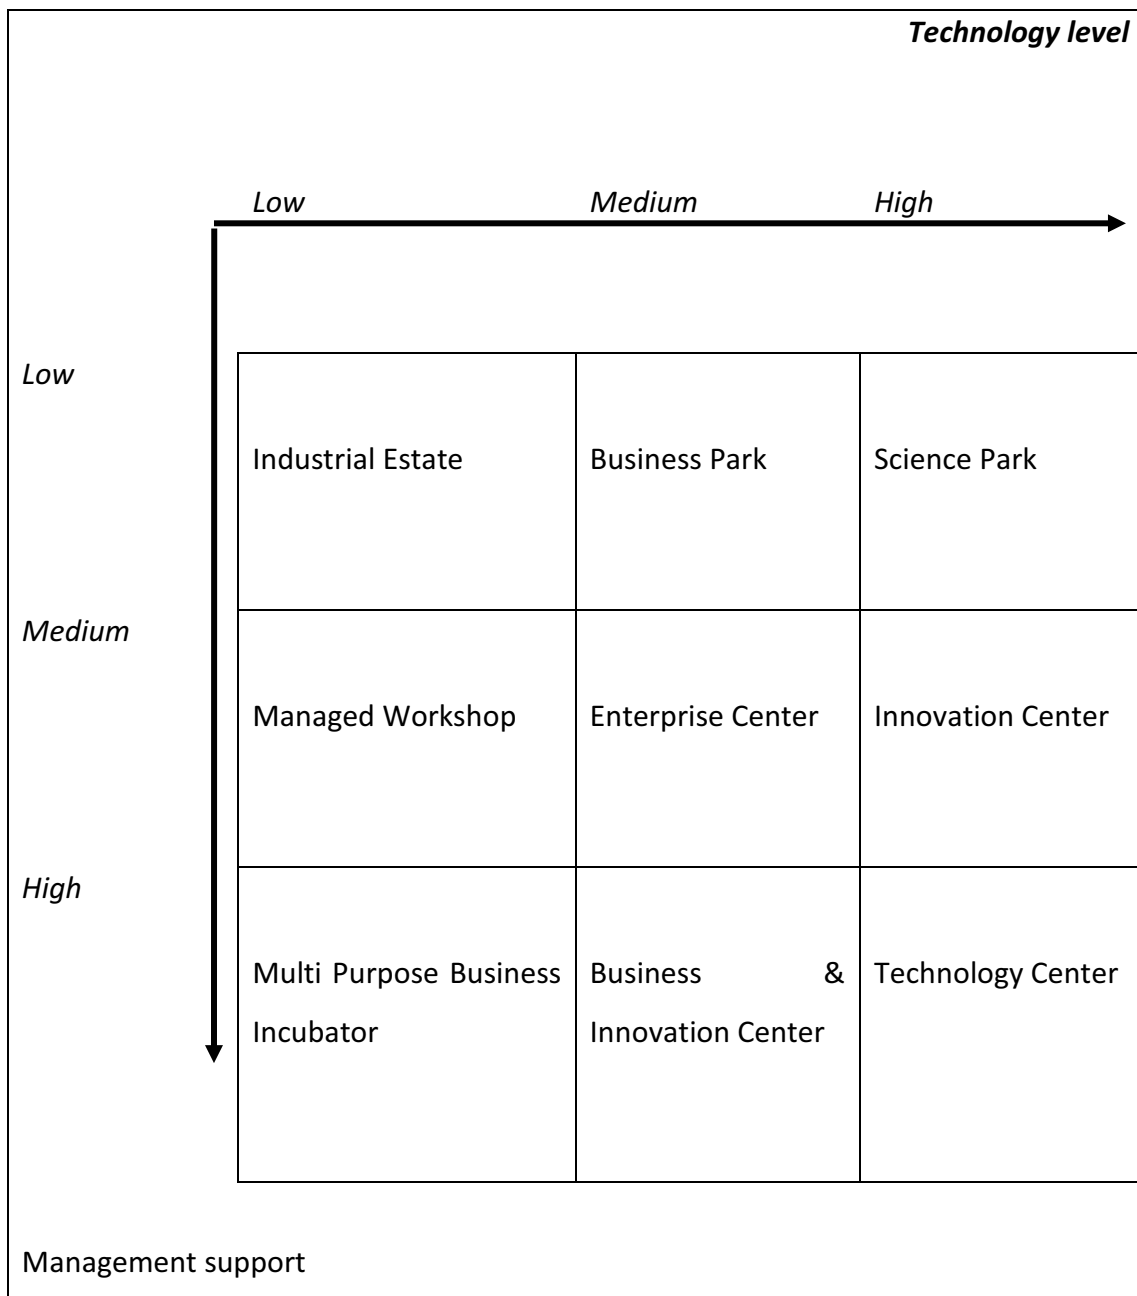 Technology level
Low Medium High
Low
Industrial Estate Business Park Science Park
Medium
Managed Workshop Enterprise Center Innovation Center
High
Multi Purpose Business Business & Technology Center
Incubator Innovation Center
Management support